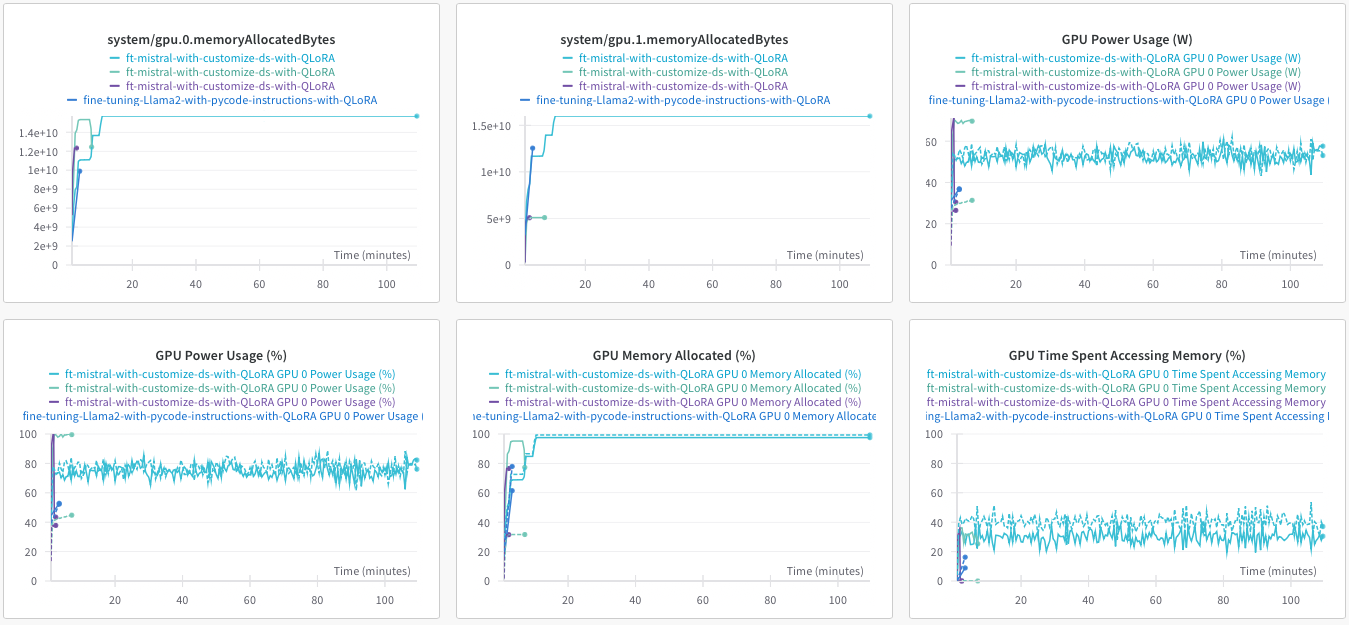 system/gpu.0.memoryAllocatedBytes
ft-mistral-with-customize-ds-with-QLoRA
ft-mistral-with-customize-ds-with-QLoRA
ft-mistral-with-customize-ds-with-QLoRA
fine-tuning-Llama2-with-pycode-instructions-with-QLoRA
1.4e+10
1.2e+10
1e+10
8e+9
6e+9
4e+9
2e+9
0
Time (minutes)
20 40 60 80 100
system/gpu.1.memoryAllocatedBytes
ft-mistral-with-customize-ds-with-QLoRA
ft-mistral-with-customize-ds-with-QLoRA
ft-mistral-with-customize-ds-with-QLoRA
fine-tuning-Llama2-with-pycode-instructions-with-QLoRA
1.5e+10
1e+10
5e+9
0
Time (minutes)
20 40 60 80 100
GPU Power Usage (W)
ft-mistral-with-customize-ds-with-QLoRA GPU 0 Power Usage (W)
ft-mistral-with-customize-ds-with-QLoRA GPU 0 Power Usage (W)
ft-mistral-with-customize-ds-with-QLoRA GPU 0 Power Usage (W)
fine-tuning-Llama2-with-pycode-instructions-with-QLoRA GPU 0 Power Usage (
60
40
20
0
Time (minutes)
20 40 60 80 100
GPU Power Usage (%)
ft-mistral-with-customize-ds-with-QLoRA GPU 0 Power Usage (%)
ft-mistral-with-customize-ds-with-QLoRA GPU 0 Power Usage (%)
ft-mistral-with-customize-ds-with-QLoRA GPU 0 Power Usage (%)
fine-tuning-Llama2-with-pycode-instructions-with-QLoRA GPU 0 Power Usage (
100
80
60
40
20
0
Time (minutes)
20 40 60 80 100
GPU Memory Allocated (%)
ft-mistral-with-customize-ds-with-QLoRA GPU 0 Memory Allocated (%)
ft-mistral-with-customize-ds-with-QLoRA GPU 0 Memory Allocated (%)
ft-mistral-with-customize-ds-with-QLoRA GPU 0 Memory Allocated (%)
ne-tuning-Llama2-with-pycode-instructions-with-QLoRA GPU 0 Memory Allocate
100
80
60
40
20
0
Time (minutes)
20 40 60 80 100
GPU Time Spent Accessing Memory (%)
ft-mistral-with-customize-ds-with-QLoRA GPU 0 Time Spent Accessing Memory
ft-mistral-with-customize-ds-with-QLoRA GPU 0 Time Spent Accessing Memory
ft-mistral-with-customize-ds-with-QLoRA GPU 0 Time Spent Accessing Memory
ing-Llama2-with-pycode-instructions-with-QLoRA GPU 0 Time Spent Accessing
100
80
60
40
20
0
Time (minutes)
20 40 60 80 100